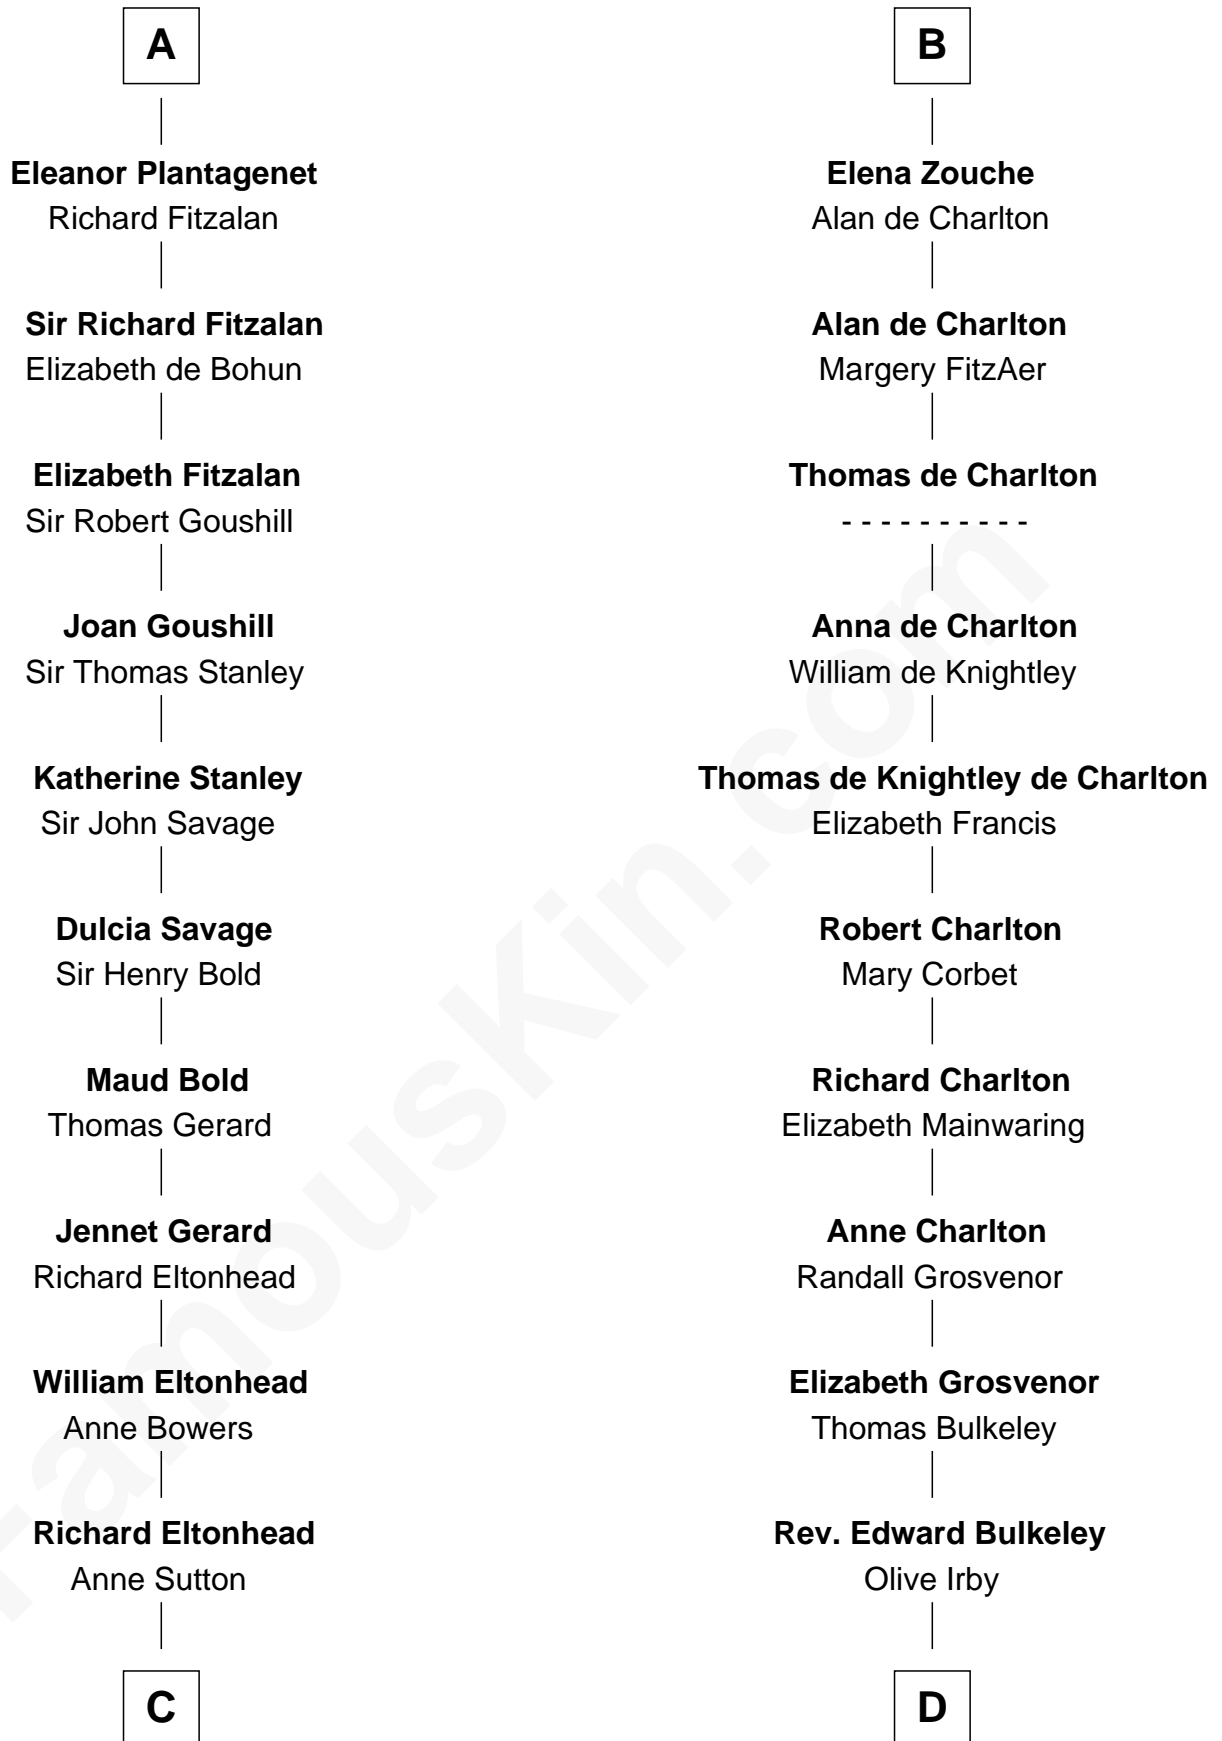 A
Eleanor Plantagenet
Richard Fitzalan
Sir Richard Fitzalan
Elizabeth de Bohun
Elizabeth Fitzalan
Sir Robert Goushill
Joan Goushill
Sir Thomas Stanley
Katherine Stanley
Sir John Savage
Dulcia Savage
Sir Henry Bold
Maud Bold
Thomas Gerard
Jennet Gerard
Richard Eltonhead
William Eltonhead
Anne Bowers
Richard Eltonhead
Anne Sutton
C
B
Elena Zouche
Alan de Charlton
Alan de Charlton
Margery FitzAer
Thomas de Charlton
- - - - - - - - - -
Anna de Charlton
William de Knightley
Thomas de Knightley de Charlton
Elizabeth Francis
Robert Charlton
Mary Corbet
Richard Charlton
Elizabeth Mainwaring
Anne Charlton
Randall Grosvenor
Elizabeth Grosvenor
Thomas Bulkeley
Rev. Edward Bulkeley
Olive Irby
D
FamousKin.com